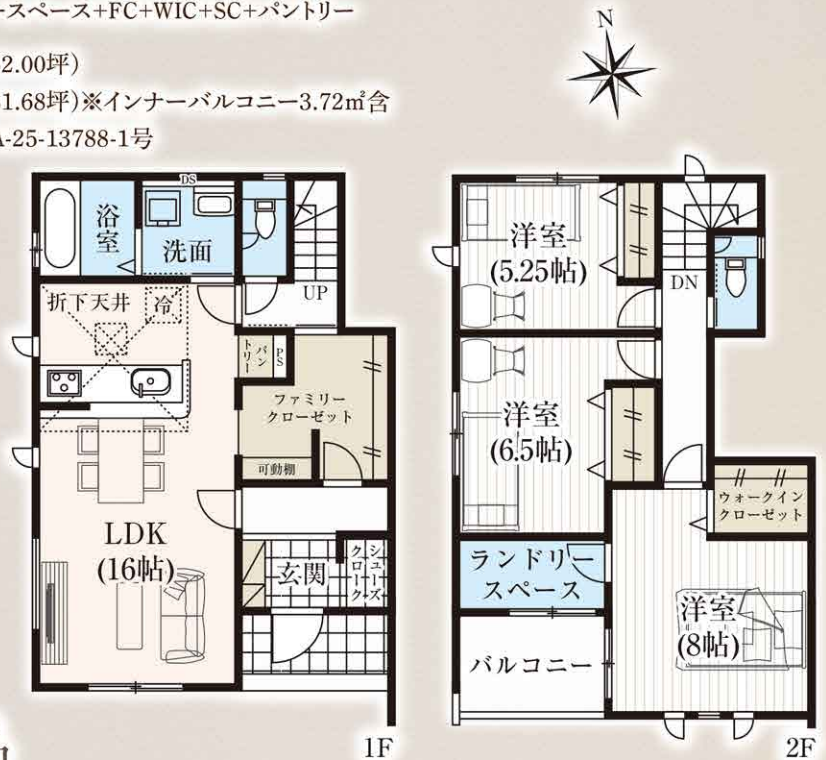 ースペース+FC+WIC+SC+パントリー
2.00坪)
1.68坪)※インナーバルコニー3.72㎡含
A-25-13788-1号
N
DS
浴室
洗面
UP
折下天井
冷
パントリー
PS
ファミリー
クローゼット
可動棚
LDK
(16帖)
玄関
シューズ
クローク
1F
洋室
(5.25帖)
DN
洋室
(6.5帖)
ウォークイン
クローゼット
ランドリー
スペース
洋室
(8帖)
バルコニー
2F